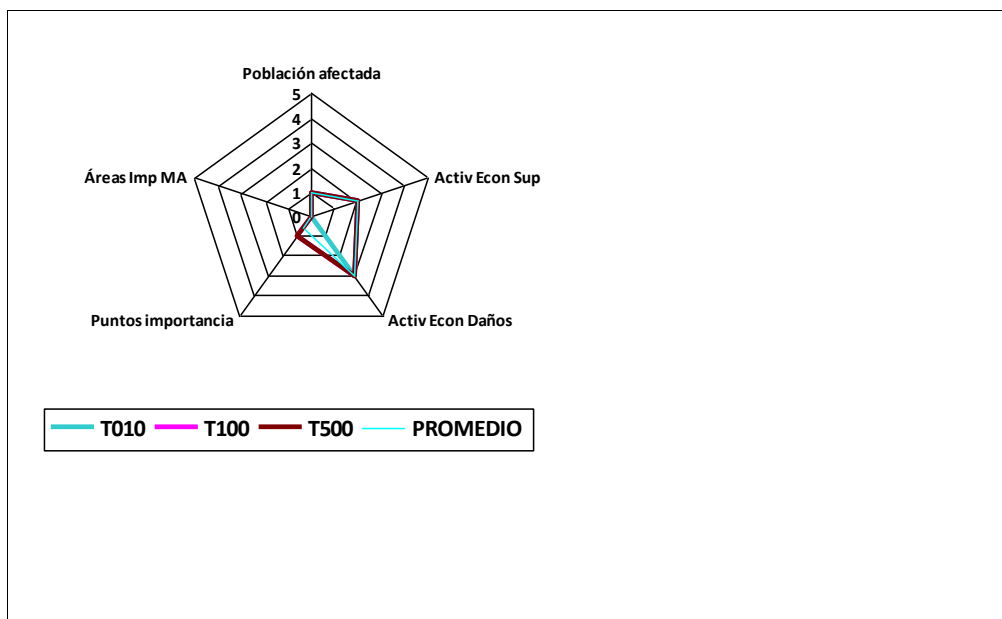 Población afectada
5
4
3
2
1
0
Áreas Imp MA
Activ Econ Sup
Puntos importancia
Activ Econ Daños
T010 T100 T500 PROMEDIO